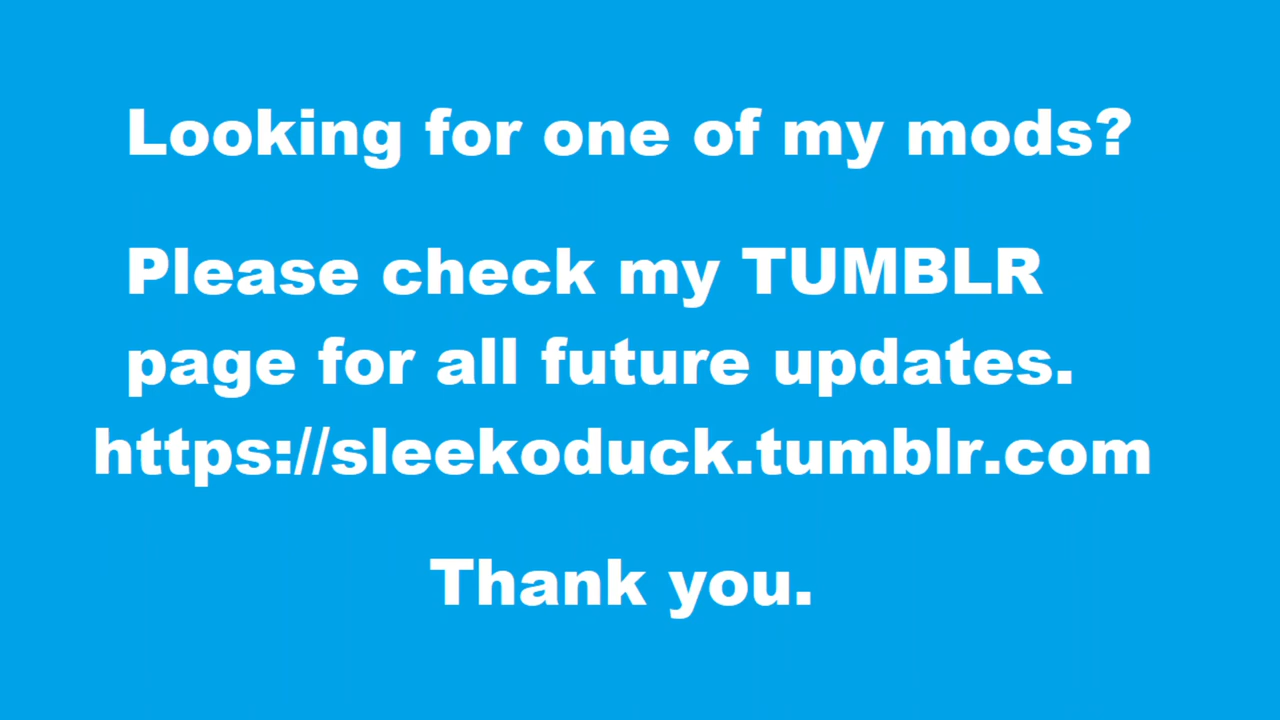 Looking for one of my mods?
Please check my TUMBLR
page for all future updates.
https://sleekoduck.tumblr.com
Thank you.